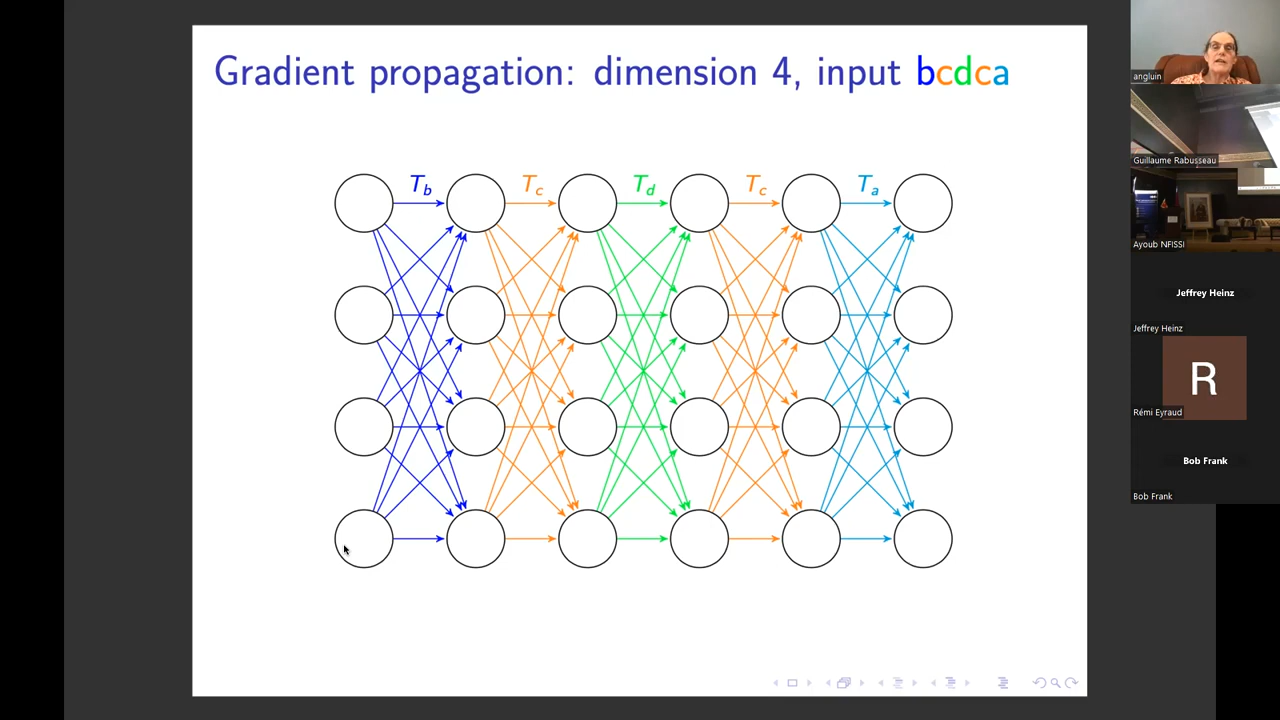 Gradient propagation: dimension 4, input bcdca
T_b T_c T_d T_c T_a
angluin
Guillaume Rabusseau
Ayoub NFISSI
Jeffrey Heinz
Jeffrey Heinz
R
Rémi Eyraud
Bob Frank
Bob Frank